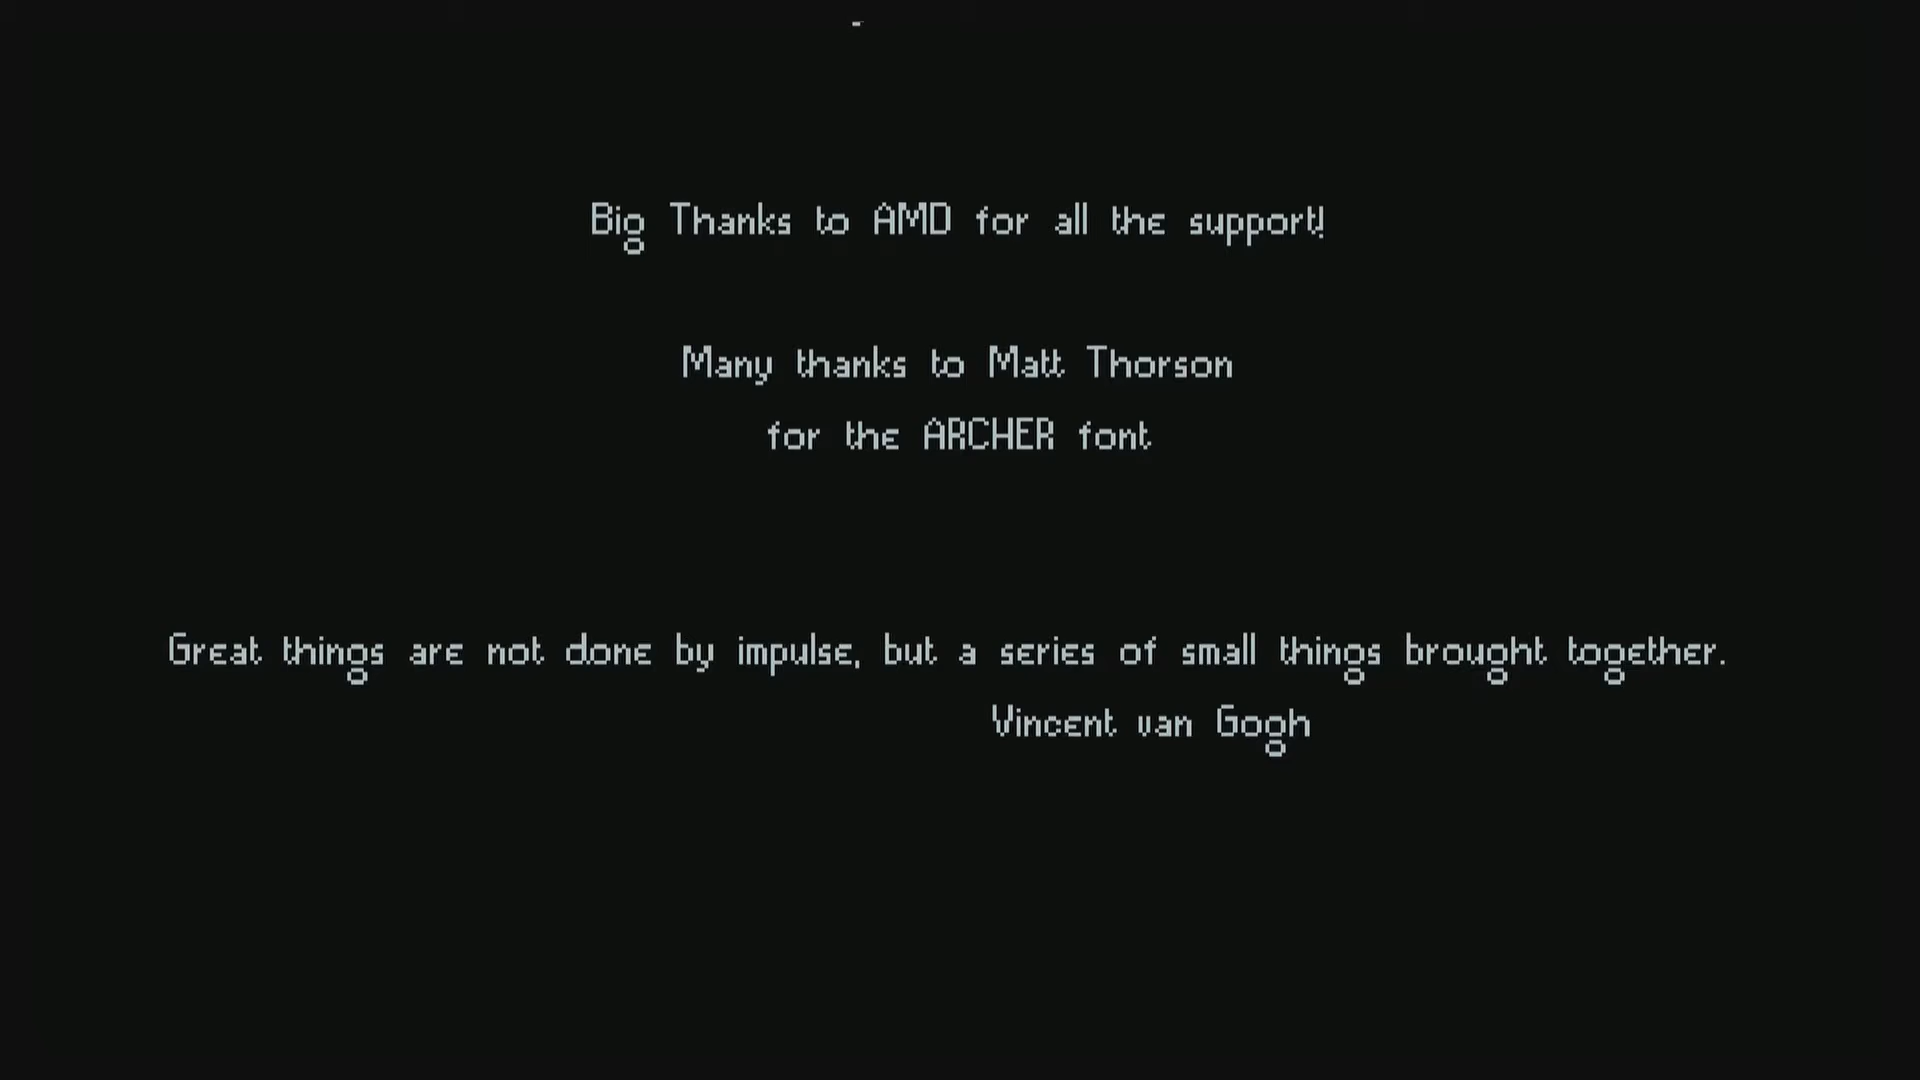 Big Thanks to AMD for all the support!
Many thanks to Matt Thorson
for the ARCHER font
Great things are not done by impulse, but a series of small things brought together.
Vincent van Gogh